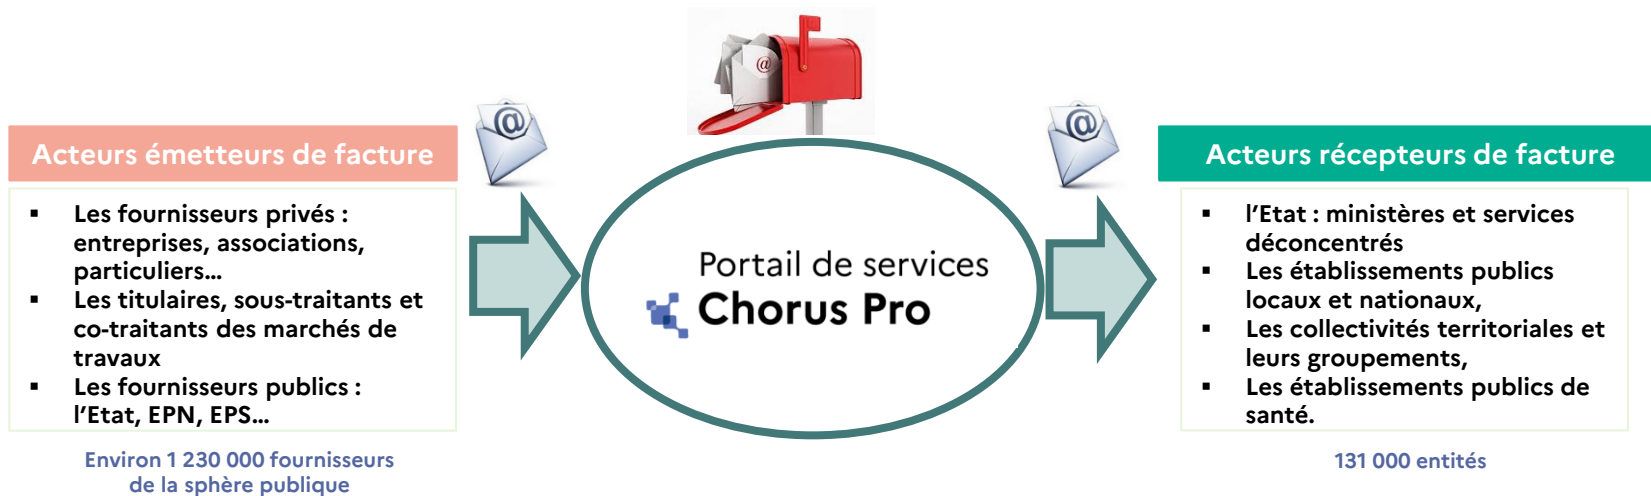 Acteurs émetteurs de facture
▪ Les fournisseurs privés :
entreprises, associations,
particuliers…
▪ Les titulaires, sous-traitants et
co-traitants des marchés de
travaux
▪ Les fournisseurs publics :
l'Etat, EPN, EPS…
Environ 1 230 000 fournisseurs
de la sphère publique
@
@
Portail de services
Chorus Pro
@
Acteurs récepteurs de facture
▪ l'Etat : ministères et services
déconcentrés
▪ Les établissements publics
locaux et nationaux,
▪ Les collectivités territoriales et
leurs groupements,
▪ Les établissements publics de
santé.
131 000 entités